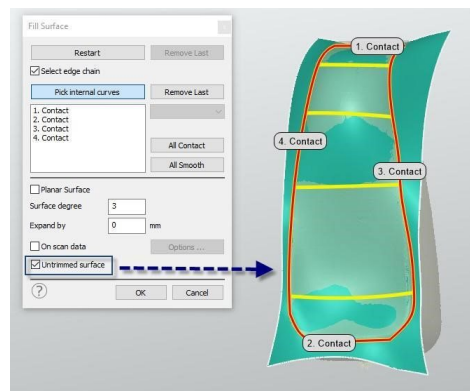 Fill Surface
Restart
Remove Last
Select edge chain
Pick internal curves
Remove Last
1. Contact
2. Contact
3. Contact
4. Contact
All Contact
All Smooth
Planar Surface
Surface degree 3
Expand by 0 mm
On scan data
Options ...
Untrimmed surface
?
OK
Cancel
1. Contact
4. Contact
3. Contact
2. Contact